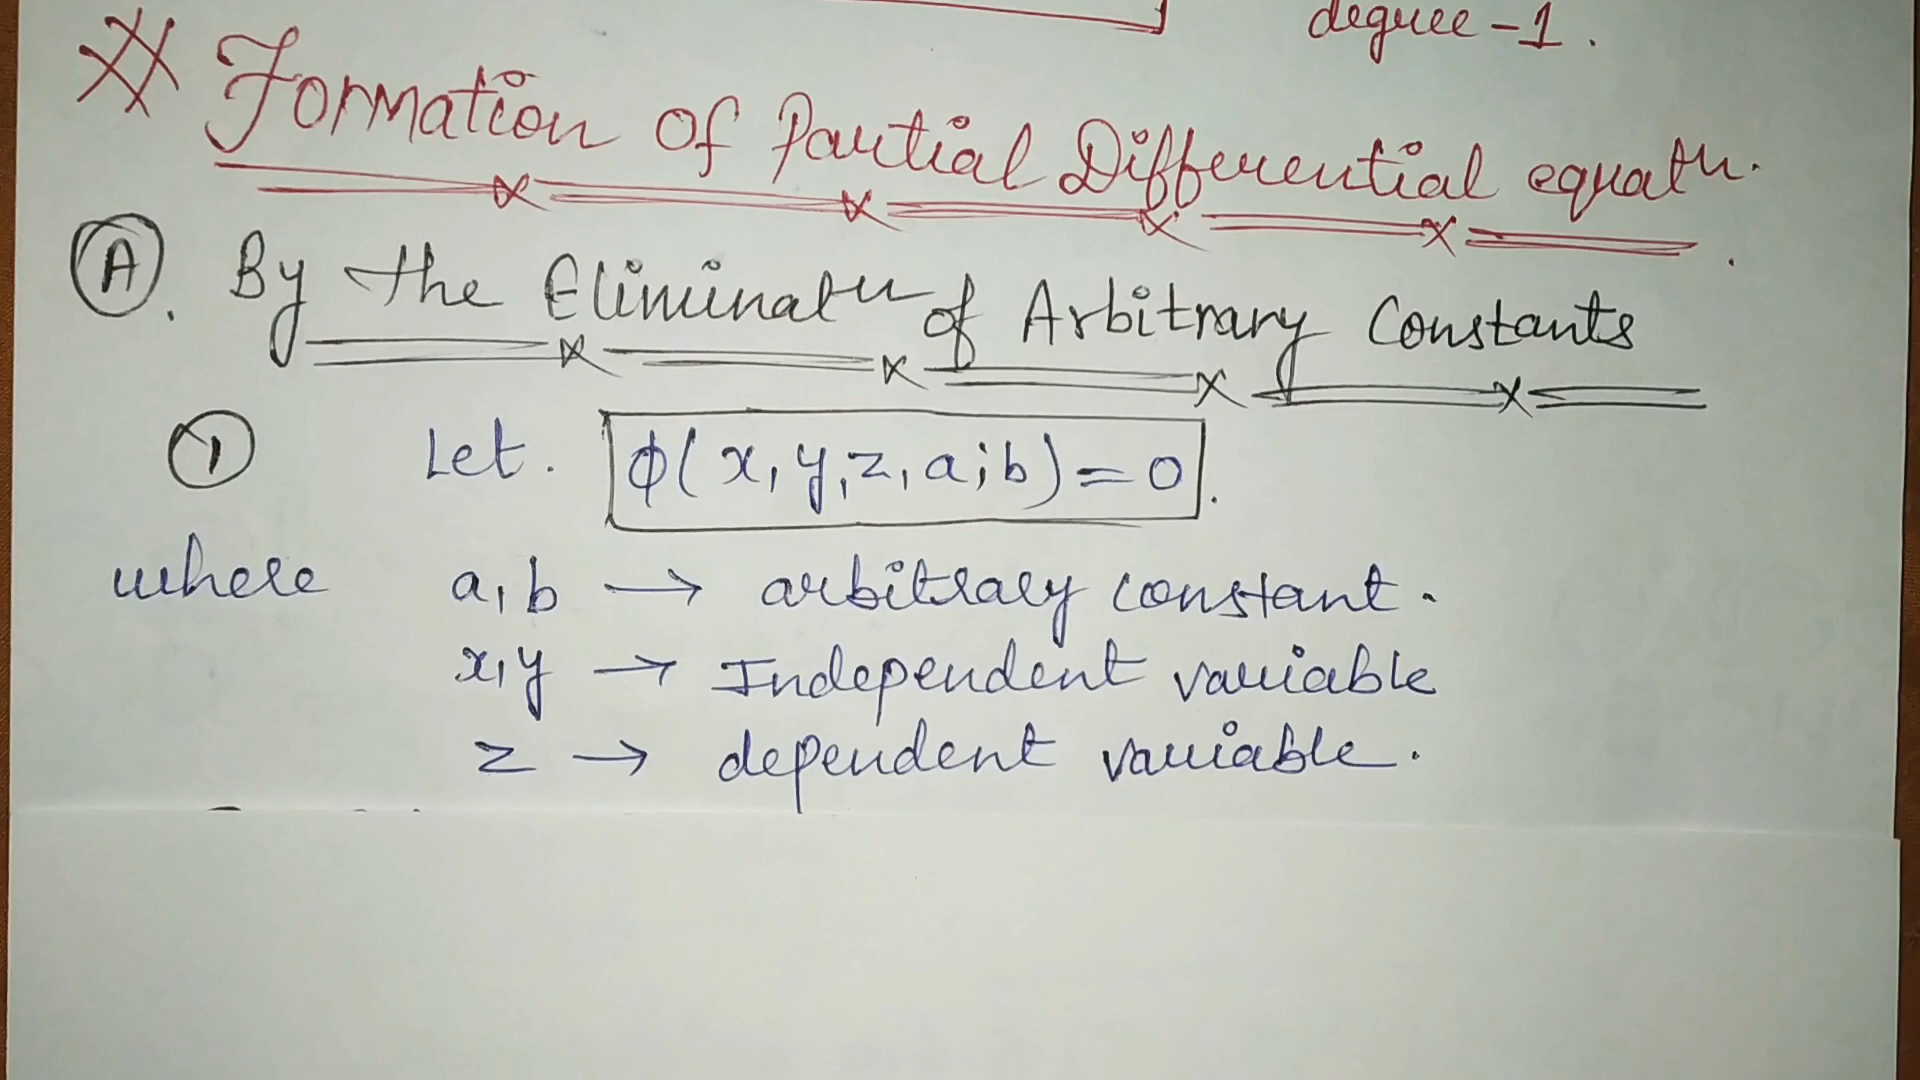 degree-1.
# Formation of Partial Differential equatn.
(A). By the Eliminatn of Arbitrary Constants
(1) Let. ϕ(x,y,z,a;b)=0.
where a,b → arbitrary constant.
x,y → Independent variable
z → dependent variable.